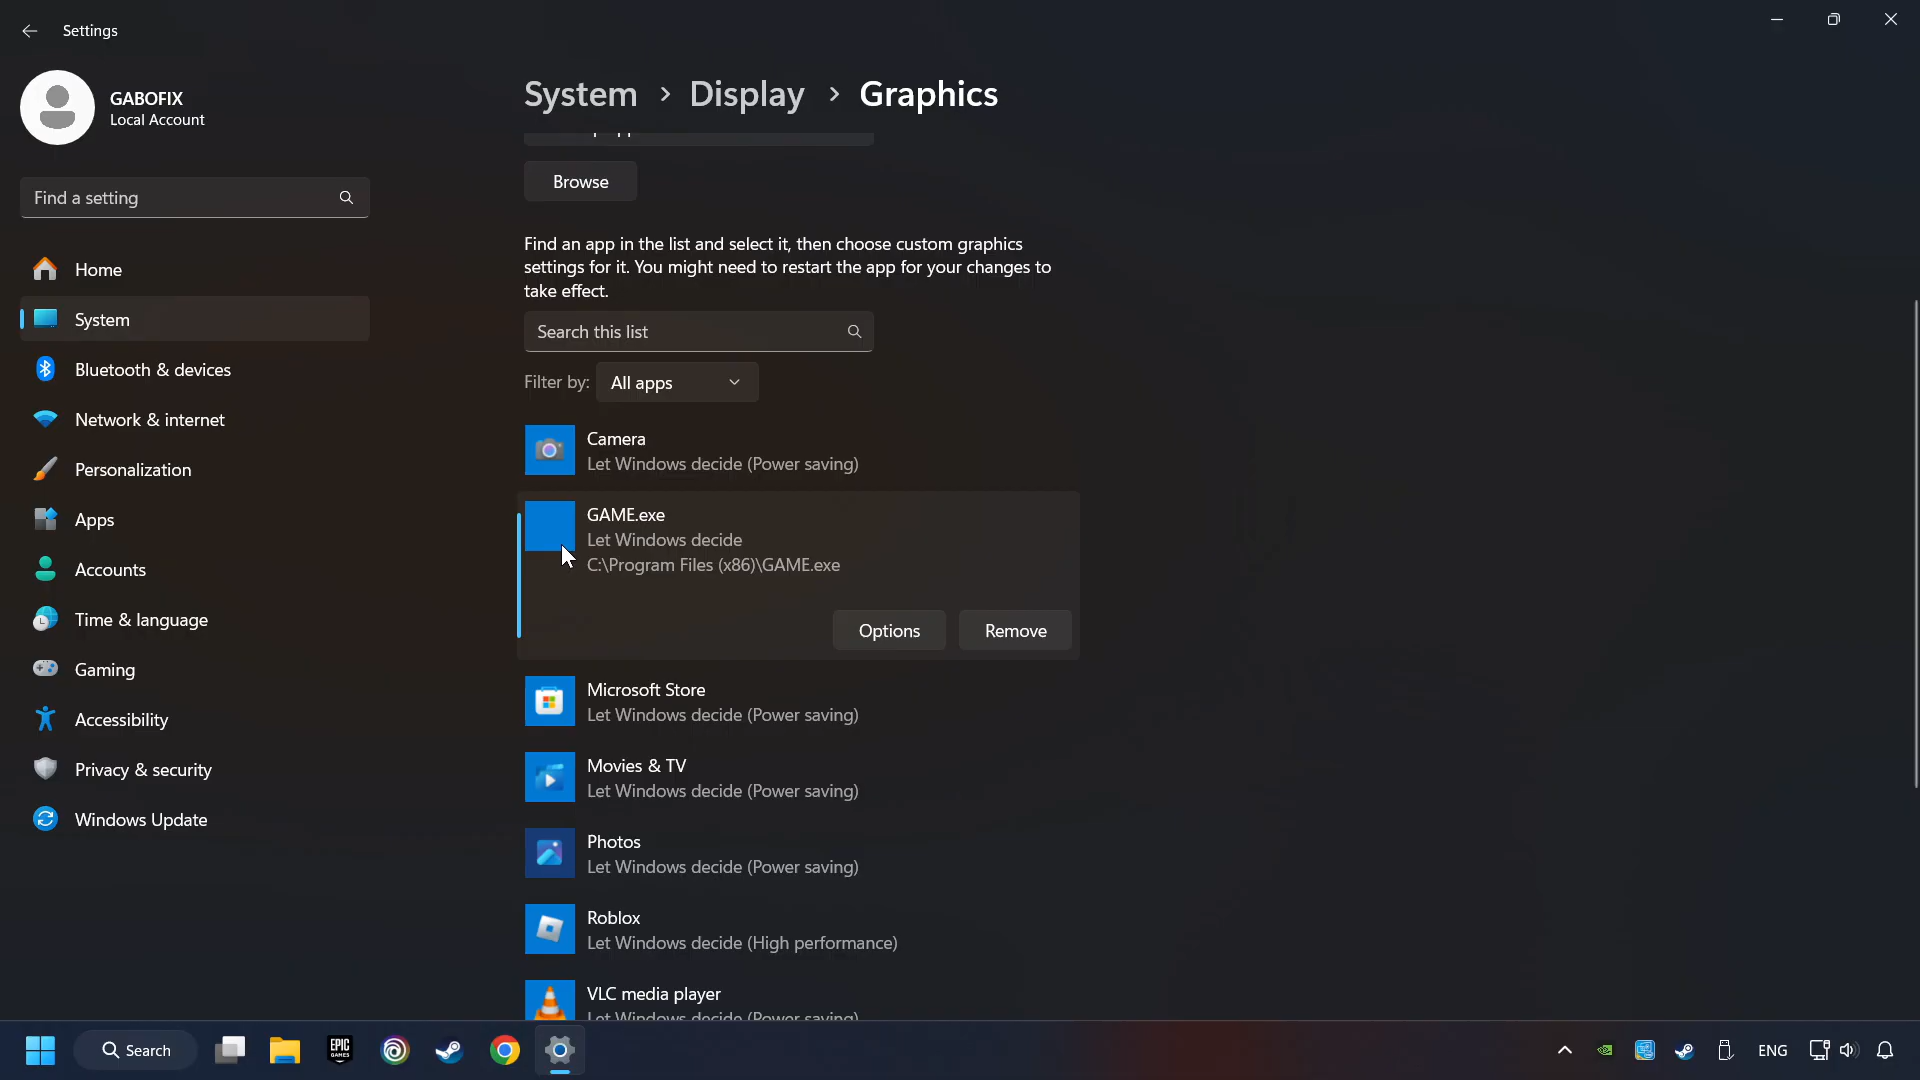 Settings
GABOFIX
Local Account
Find a setting
Home
System
Bluetooth & devices
Network & internet
Personalization
Apps
Accounts
Time & language
Gaming
Accessibility
Privacy & security
Windows Update
System > Display > Graphics
Browse
Find an app in the list and select it, then choose custom graphics
settings for it. You might need to restart the app for your changes to
take effect.
Search this list
Filter by: All apps
Camera
Let Windows decide (Power saving)
GAME.exe
Let Windows decide
C:\Program Files (x86)\GAME.exe
Options Remove
Microsoft Store
Let Windows decide (Power saving)
Movies & TV
Let Windows decide (Power saving)
Photos
Let Windows decide (Power saving)
Roblox
Let Windows decide (High performance)
VLC media player
Let Windows decide (Power saving)
Search
EPIC
GAMES
ENG